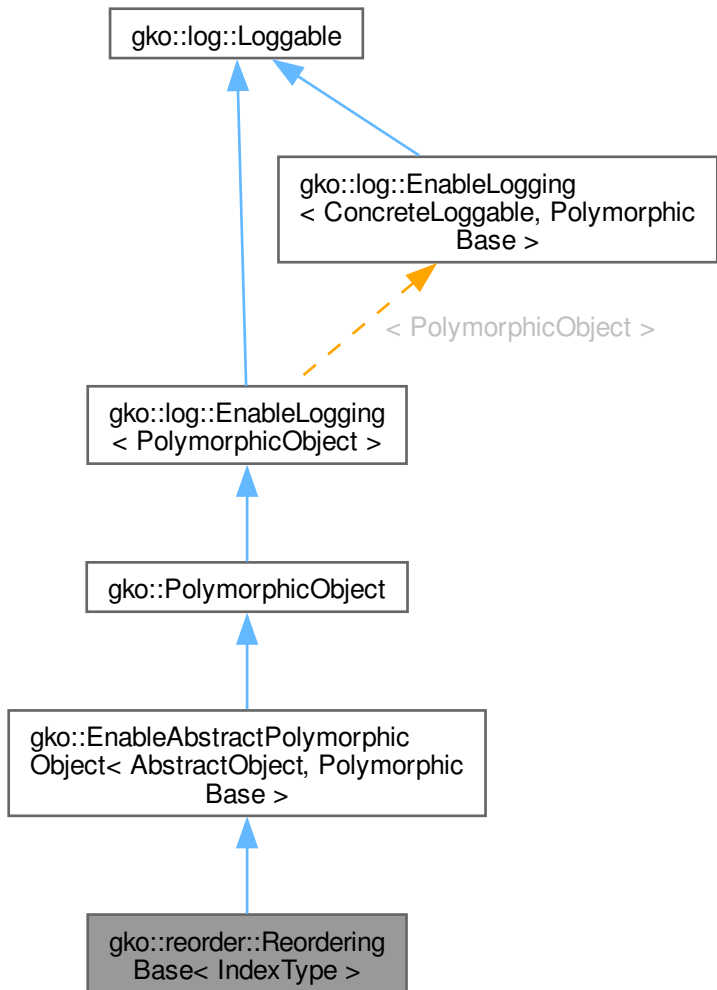 gko::log::Loggable
gko::log::EnableLogging
< ConcreteLoggable, Polymorphic
Base >
< PolymorphicObject >
gko::log::EnableLogging
< PolymorphicObject >
gko::PolymorphicObject
gko::EnableAbstractPolymorphic
Object< AbstractObject, Polymorphic
Base >
gko::reorder::Reordering
Base< IndexType >